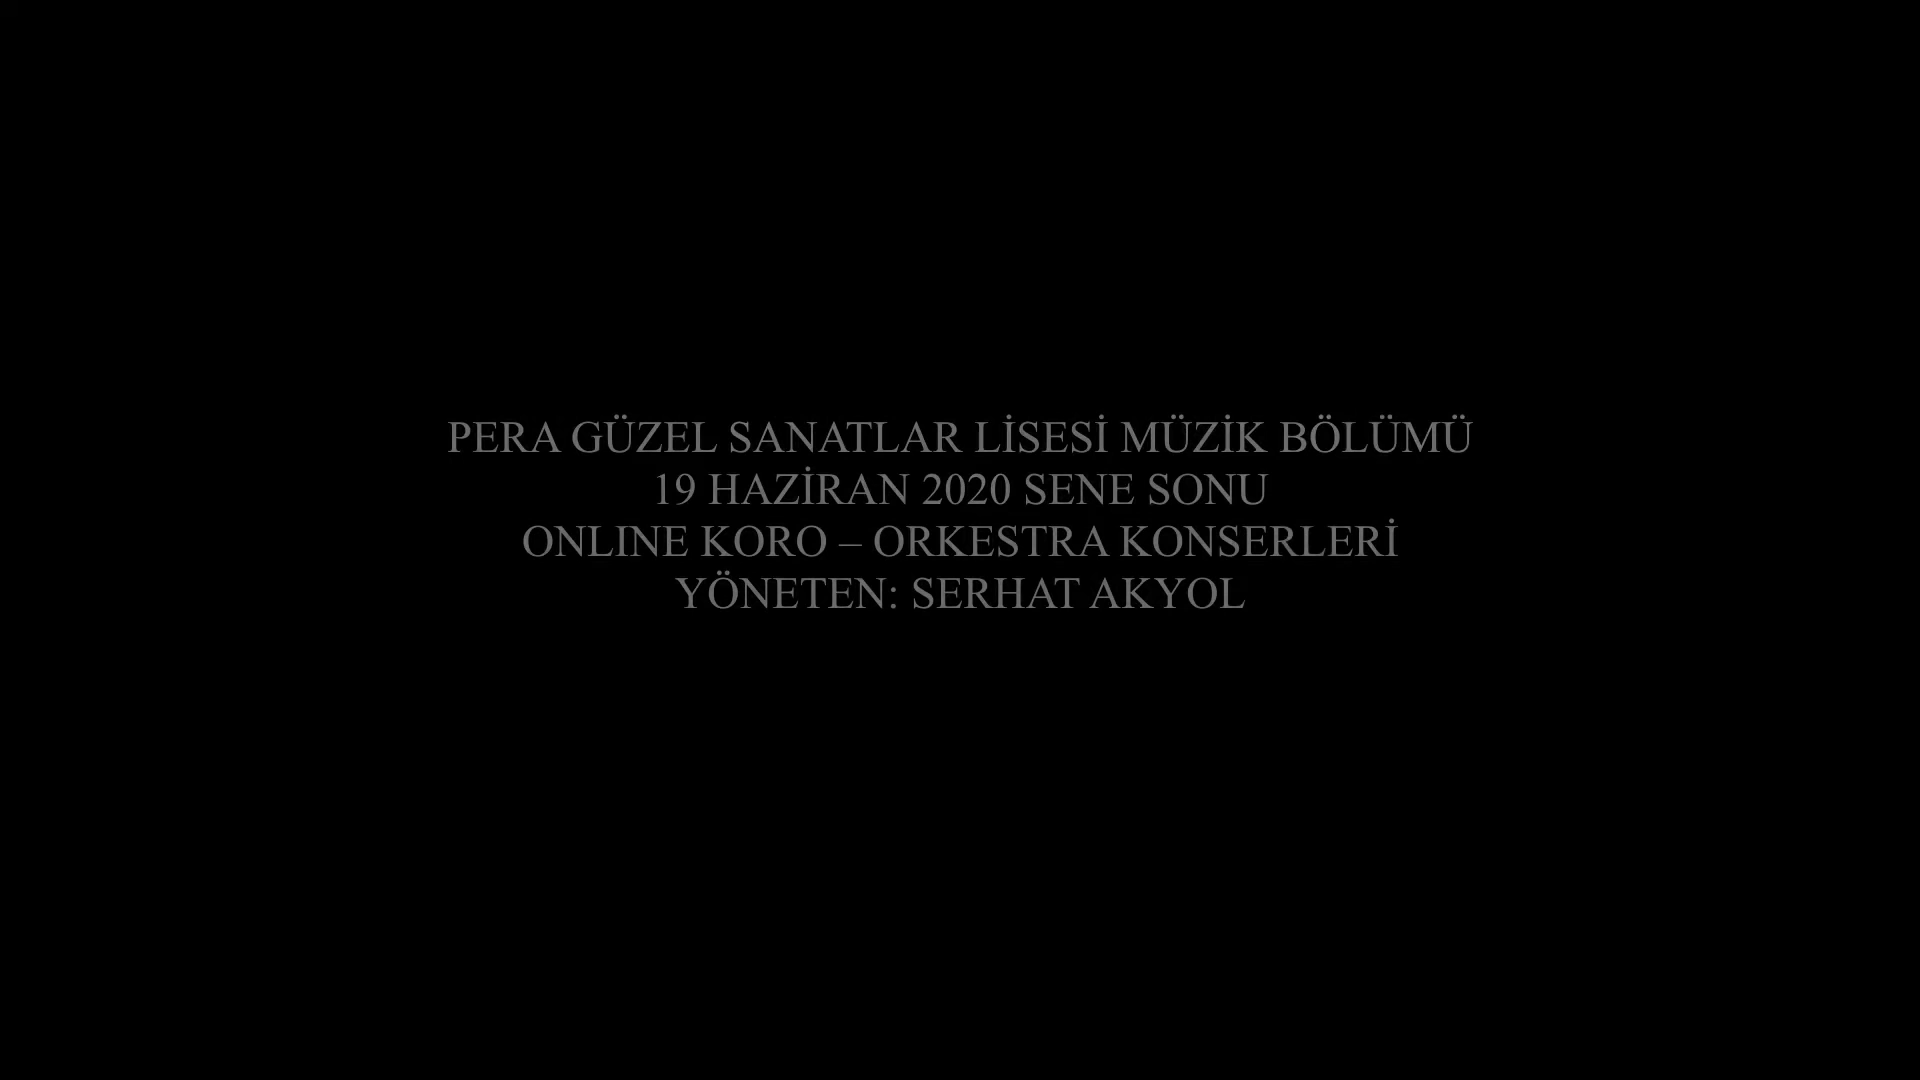 PERA GÜZEL SANATLAR LİSESİ MÜZİK BÖLÜMÜ
19 HAZİRAN 2020 SENE SONU
ONLINE KORO – ORKESTRA KONSERLERİ
YÖNETEN: SERHAT AKYOL